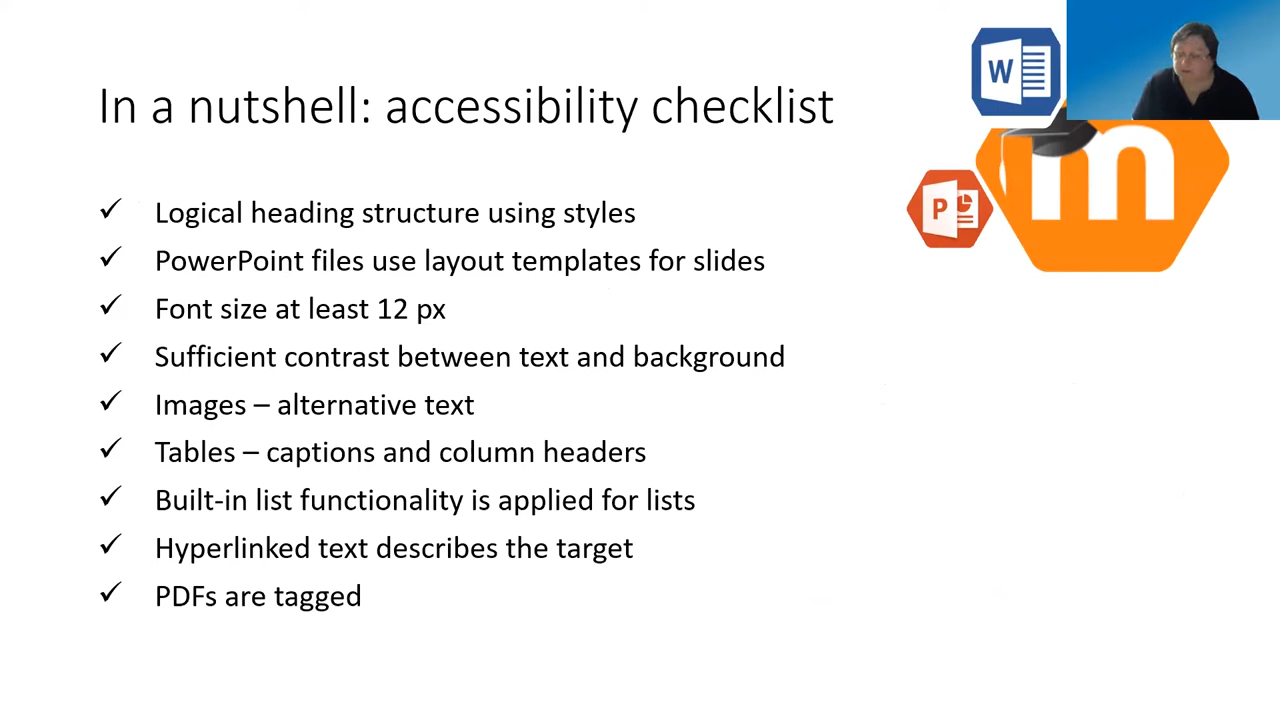 In a nutshell: accessibility checklist
Logical heading structure using styles
PowerPoint files use layout templates for slides
Font size at least 12 px
Sufficient contrast between text and background
Images – alternative text
Tables – captions and column headers
Built-in list functionality is applied for lists
Hyperlinked text describes the target
PDFs are tagged
W
P
m